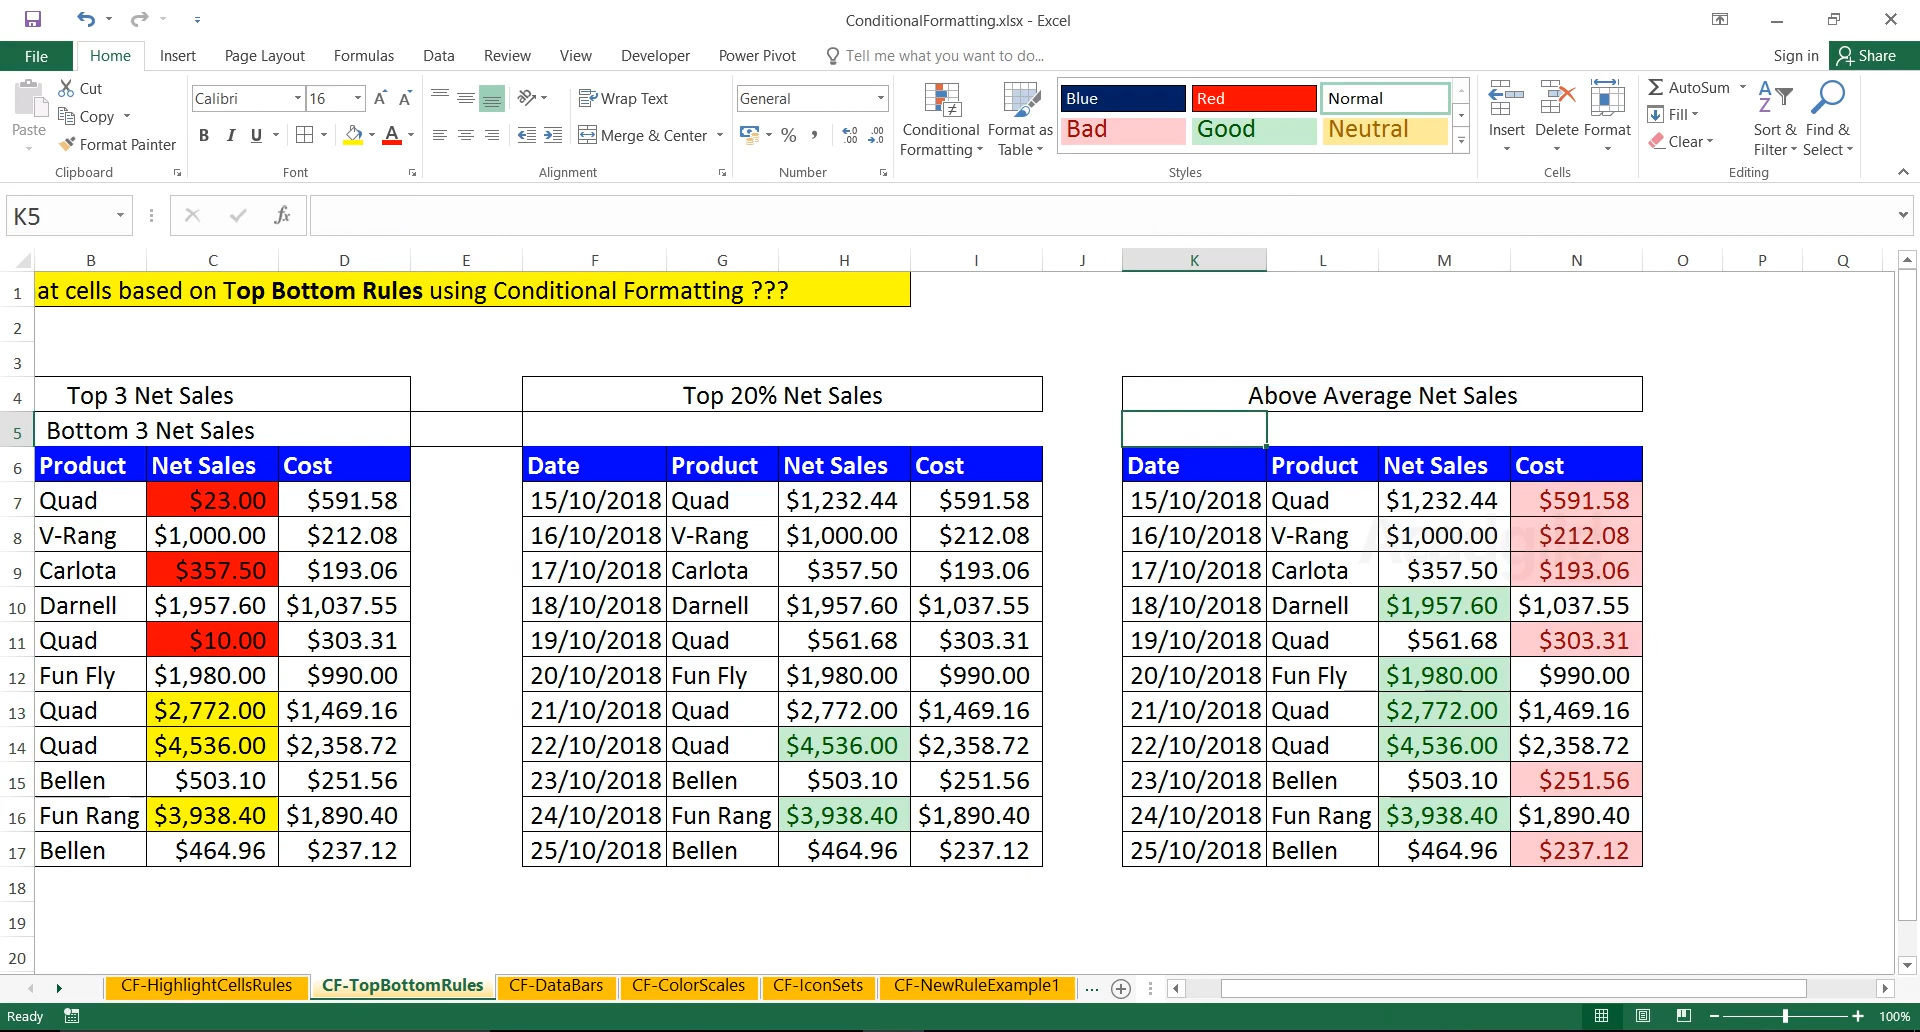 ConditionalFormatting.xlsx - Excel
File Home Insert Page Layout Formulas Data Review View Developer Power Pivot Tell me what you want to do... Sign in Share
Paste
Cut
Copy
Format Painter
Clipboard
Calibri 16
B I U
Font
Wrap Text
Merge & Center
Alignment
General
% ,
Number
Conditional Formatting
Format as Table
Blue Red Normal
Bad Good Neutral
Styles
Insert Delete Format
Cells
AutoSum
Fill
Clear
Sort & Filter
Find & Select
Editing
K5 fx
B C D E F G H I J K L M N O P Q
1 at cells based on Top Bottom Rules using Conditional Formatting ???
2
3
4 Top 3 Net Sales Top 20% Net Sales Above Average Net Sales
5 Bottom 3 Net Sales
6 Product Net Sales Cost Date Product Net Sales Cost Date Product Net Sales Cost
7 Quad $23.00 $591.58 15/10/2018 Quad $1,232.44 $591.58 15/10/2018 Quad $1,232.44 $591.58
8 V-Rang $1,000.00 $212.08 16/10/2018 V-Rang $1,000.00 $212.08 16/10/2018 V-Rang $1,000.00 $212.08
9 Carlota $357.50 $193.06 17/10/2018 Carlota $357.50 $193.06 17/10/2018 Carlota $357.50 $193.06
10 Darnell $1,957.60 $1,037.55 18/10/2018 Darnell $1,957.60 $1,037.55 18/10/2018 Darnell $1,957.60 $1,037.55
11 Quad $10.00 $303.31 19/10/2018 Quad $561.68 $303.31 19/10/2018 Quad $561.68 $303.31
12 Fun Fly $1,980.00 $990.00 20/10/2018 Fun Fly $1,980.00 $990.00 20/10/2018 Fun Fly $1,980.00 $990.00
13 Quad $2,772.00 $1,469.16 21/10/2018 Quad $2,772.00 $1,469.16 21/10/2018 Quad $2,772.00 $1,469.16
14 Quad $4,536.00 $2,358.72 22/10/2018 Quad $4,536.00 $2,358.72 22/10/2018 Quad $4,536.00 $2,358.72
15 Bellen $503.10 $251.56 23/10/2018 Bellen $503.10 $251.56 23/10/2018 Bellen $503.10 $251.56
16 Fun Rang $3,938.40 $1,890.40 24/10/2018 Fun Rang $3,938.40 $1,890.40 24/10/2018 Fun Rang $3,938.40 $1,890.40
17 Bellen $464.96 $237.12 25/10/2018 Bellen $464.96 $237.12 25/10/2018 Bellen $464.96 $237.12
18
19
20
CF-HighlightCellsRules CF-TopBottomRules CF-DataBars CF-ColorScales CF-IconSets CF-NewRuleExample1 ...
Ready 100%